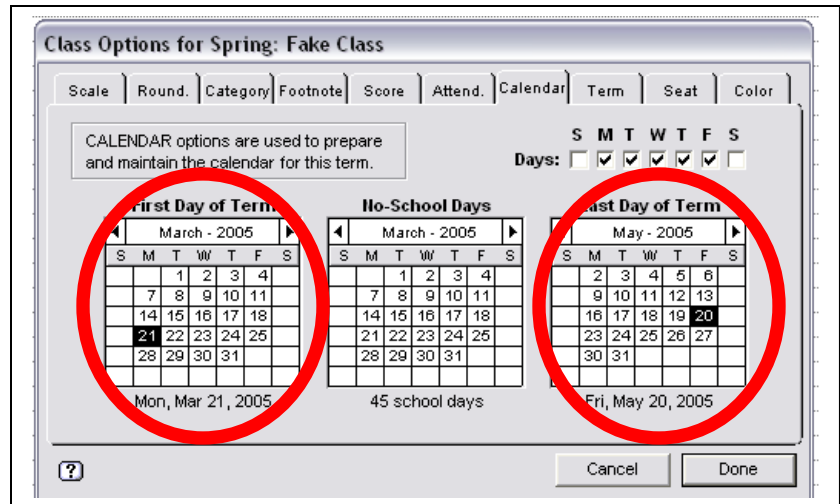 Class Options for Spring: Fake Class
Scale Round. Category Footnote Score Attend. Calendar Term Seat Color
CALENDAR options are used to prepare
and maintain the calendar for this term.
S M T W T F S
Days:
First Day of Term
March - 2005
S M T W T F S
1 2 3 4
7 8 9 10 11
14 15 16 17 18
21 22 23 24 25
28 29 30 31
Mon, Mar 21, 2005
No-School Days
March - 2005
S M T W T F S
1 2 3 4
7 8 9 10 11
14 15 16 17 18
21 22 23 24 25
28 29 30 31
45 school days
Last Day of Term
May - 2005
S M T W T F S
2 3 4 5 6
9 10 11 12 13
16 17 18 19 20
23 24 25 26 27
30 31
Fri, May 20, 2005
?
Cancel Done